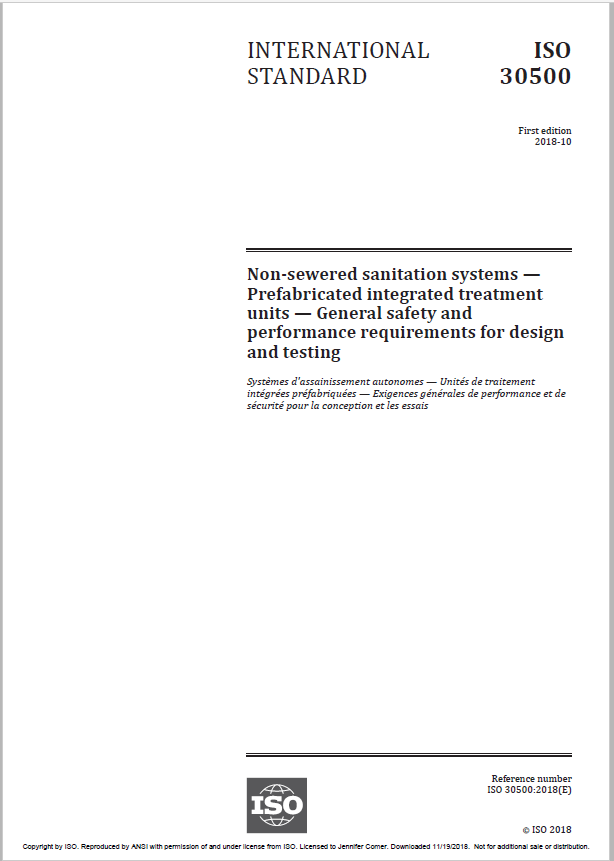 INTERNATIONAL
STANDARD
ISO
30500
First edition
2018-10
Non-sewered sanitation systems —
Prefabricated integrated treatment
units — General safety and
performance requirements for design
and testing
Systèmes d'assainissement autonomes — Unités de traitement
intégrées préfabriquées — Exigences générales de performance et de
sécurité pour la conception et les essais
ISO
Reference number
ISO 30500:2018(E)
© ISO 2018
Copyright by ISO. Reproduced by ANSI with permission of and under license from ISO. Licensed to Jennifer Comer. Downloaded 11/19/2018. Not for additional sale or distribution.